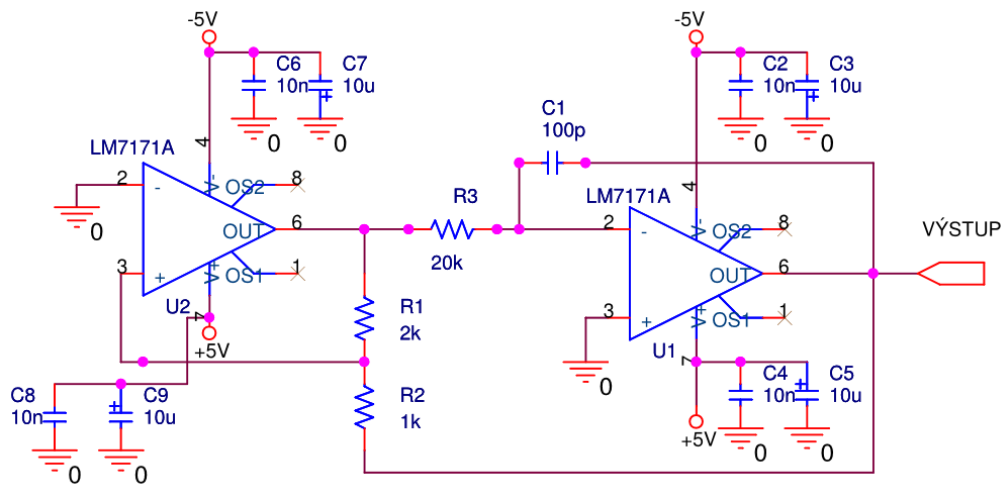 -5V
-5V
C6
10n
C7
10u
C2
10n
C3
10u
C1
100p
0
0
0
0
4
4
LM7171A
LM7171A
2
-
V-
OS2
8
6
OUT
R3
20k
2
-
V-
OS2
8
VÝSTUP
0
3
+
V+
OS1
1
U2
7
+5V
OUT
6
R1
2k
3
+
V+
OS1
1
U1
7
0
C8
10n
C9
10u
R2
1k
C4
10n
C5
10u
+5V
0
0
0
0